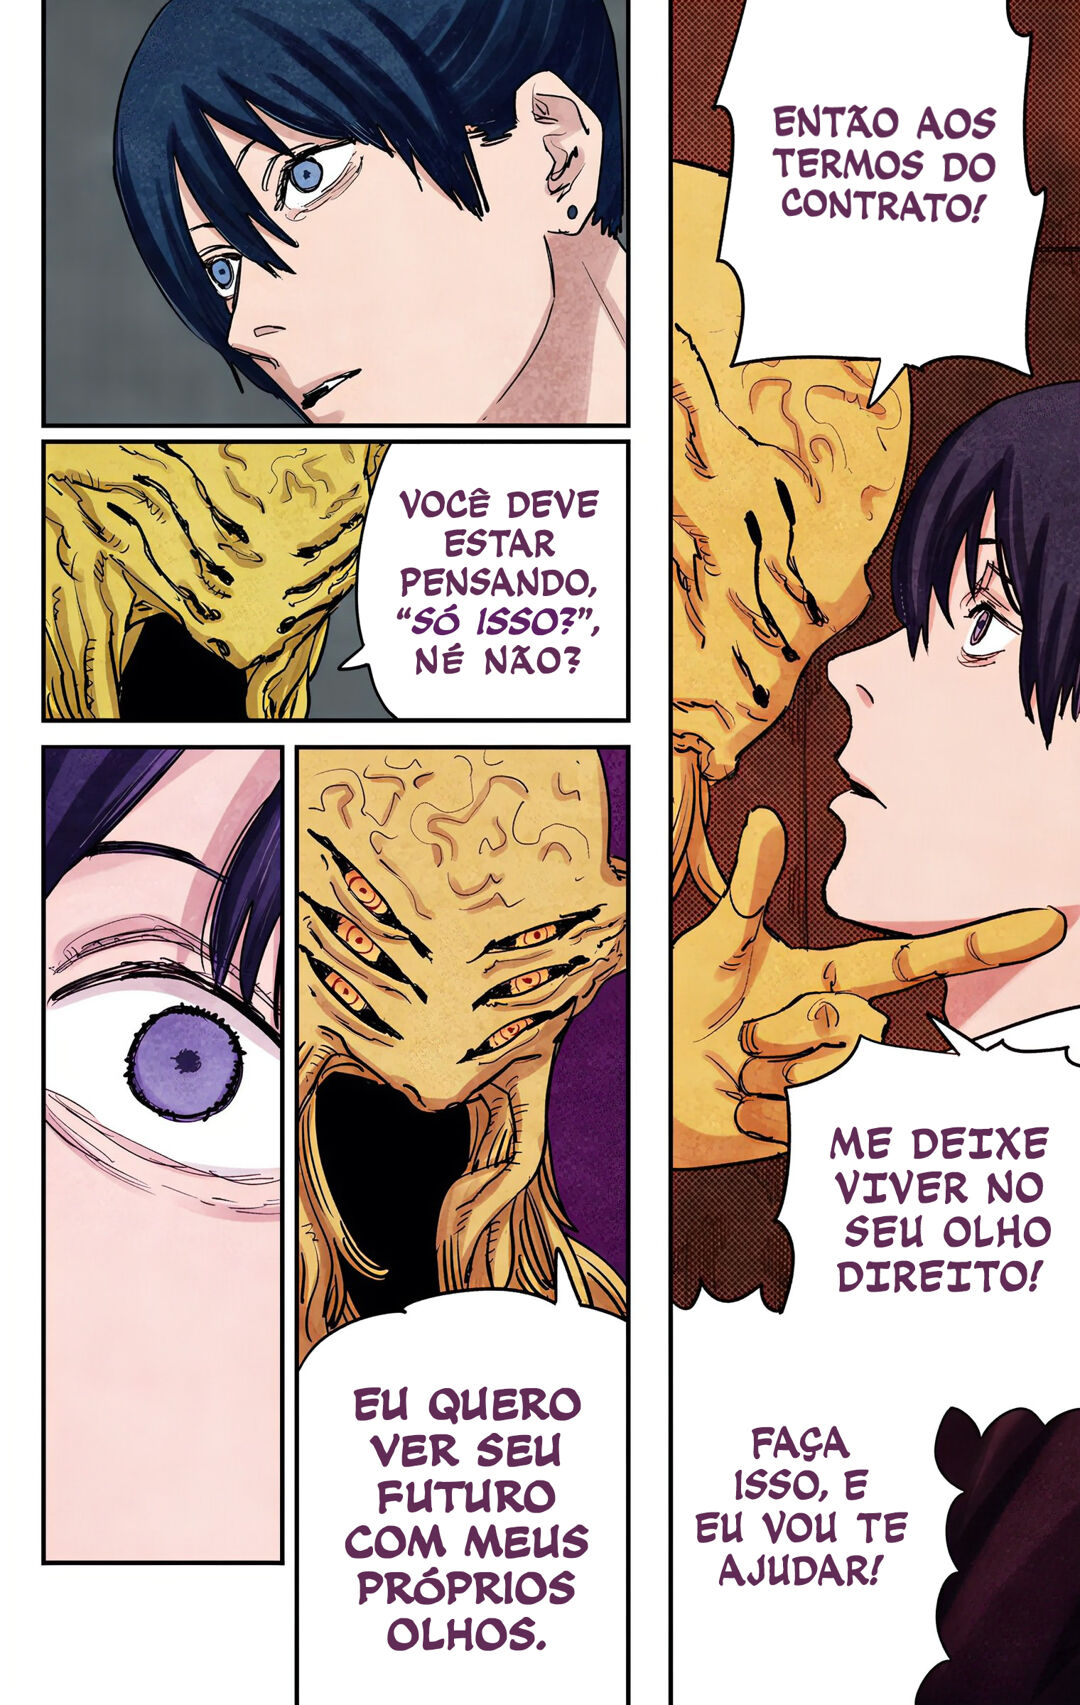 ENTÃO AOS
TERMOS DO
CONTRATO!
ME DEIXE
VIVER NO
SEU OLHO
DIREITO!
FAÇA
ISSO, E
EU VOU TE
AJUDAR!
VOCÊ DEVE
ESTAR
PENSANDO,
“SÓ ISSO?”,
NÉ NÃO?
EU QUERO
VER SEU
FUTURO
COM MEUS
PRÓPRIOS
OLHOS.